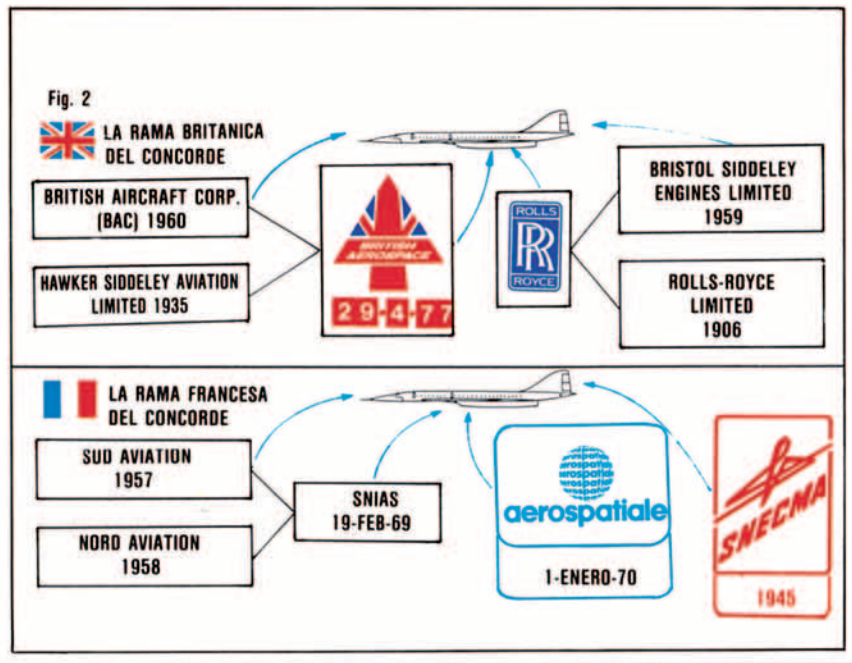 Fig. 2
LA RAMA BRITANICA
DEL CONCORDE
BRITISH AIRCRAFT CORP.
(BAC) 1960
HAWKER SIDDELEY AVIATION
LIMITED 1935
BRITISH
AEROSPACE
29·4·77
ROLLS
RR
ROYCE
BRISTOL SIDDELEY
ENGINES LIMITED
1959
ROLLS-ROYCE
LIMITED
1906
LA RAMA FRANCESA
DEL CONCORDE
SUD AVIATION
1957
NORD AVIATION
1958
SNIAS
19-FEB-69
aerospatiale
1-ENERO-70
SNECMA
1945